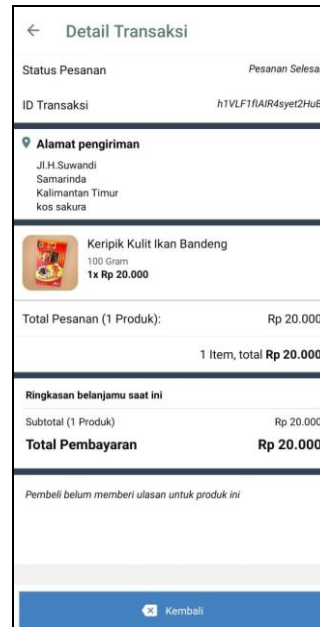 Detail Transaksi
Status Pesanan Pesanan Selesai
ID Transaksi h1VLF1flAIR4syet2HuE
Alamat pengiriman
Jl.H.Suwandi
Samarinda
Kalimantan Timur
kos sakura
Keripik Kulit Ikan Bandeng
100 Gram
1x Rp 20.000
Total Pesanan (1 Produk): Rp 20.000
1 Item, total Rp 20.000
Ringkasan belanjamu saat ini
Subtotal (1 Produk) Rp 20.000
Total Pembayaran Rp 20.000
Pembeli belum memberi ulasan untuk produk ini
Kembali